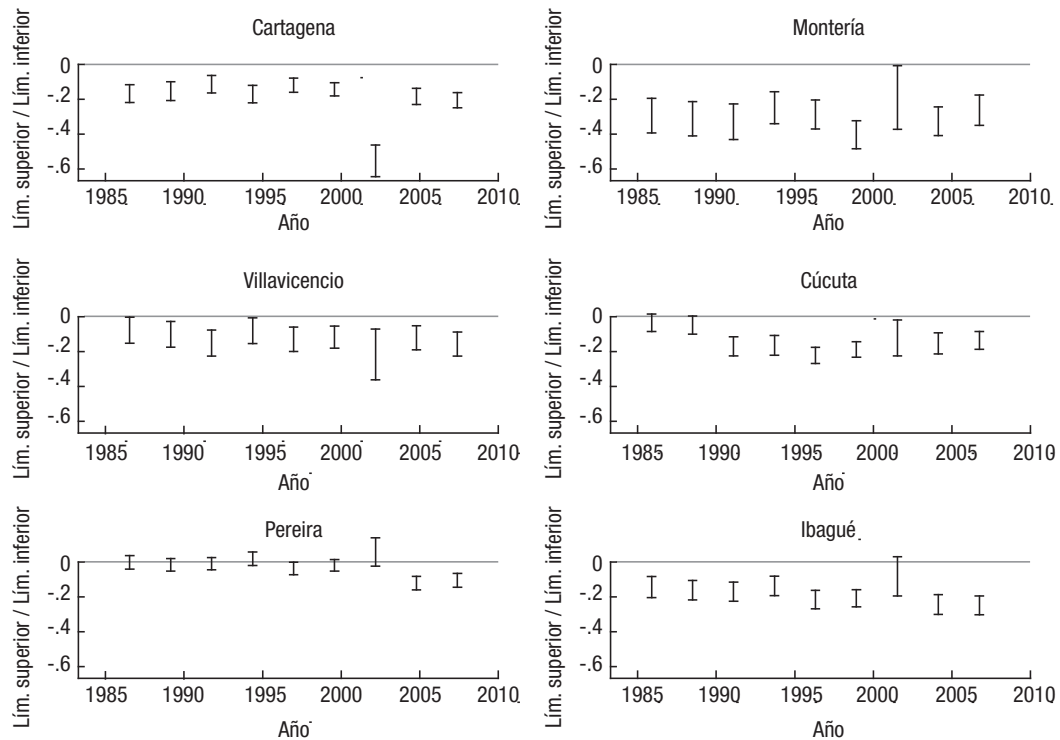 Cartagena
Lím. superior / Lím. inferior
0
-.2
-.4
-.6
1985 1990 1995 2000 2005 2010
Año
Montería
Lím. superior / Lím. inferior
0
-.2
-.4
-.6
1985 1990 1995 2000 2005 2010
Año
Villavicencio
Lím. superior / Lím. inferior
0
-.2
-.4
-.6
1985 1990 1995 2000 2005 2010
Año
Cúcuta
Lím. superior / Lím. inferior
0
-.2
-.4
-.6
1985 1990 1995 2000 2005 2010
Año
Pereira
Lím. superior / Lím. inferior
0
-.2
-.4
-.6
1985 1990 1995 2000 2005 2010
Año
Ibagué
Lím. superior / Lím. inferior
0
-.2
-.4
-.6
1985 1990 1995 2000 2005 2010
Año